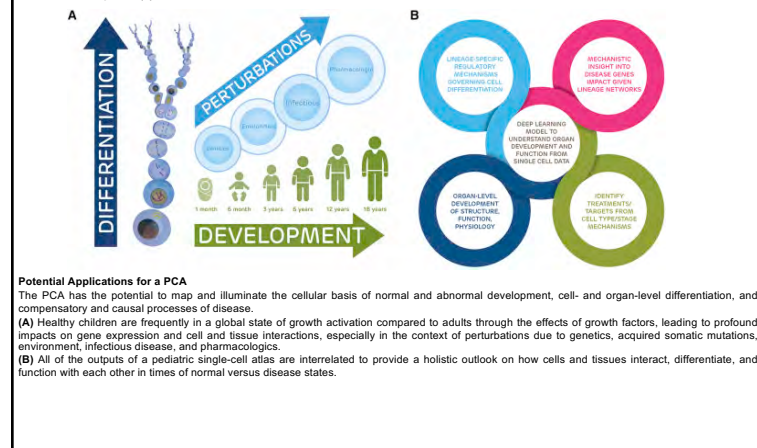 A
B
DIFFERENTIATION
PERTURBATIONS
Genetics
Environment
Infectious
Pharmacology
1 month
6 month
3 years
6 years
12 years
18 years
DEVELOPMENT
LINEAGE-SPECIFIC
REGULATORY
MECHANISMS
GOVERNING CELL
DIFFERENTIATION
MECHANISTIC
INSIGHT INTO
DISEASE GENES
IMPACT GIVEN
LINEAGE NETWORKS
DEEP LEARNING
MODEL TO
UNDERSTAND ORGAN
DEVELOPMENT AND
FUNCTION FROM
SINGLE CELL DATA
ORGAN-LEVEL
DEVELOPMENT
OF STRUCTURE,
FUNCTION,
PHYSIOLOGY
IDENTIFY
TREATMENTS/
TARGETS FROM
CELL TYPE/STAGE
MECHANISMS
Potential Applications for a PCA
The PCA has the potential to map and illuminate the cellular basis of normal and abnormal development, cell- and organ-level differentiation, and
compensatory and causal processes of disease.
(A) Healthy children are frequently in a global state of growth activation compared to adults through the effects of growth factors, leading to profound
impacts on gene expression and cell and tissue interactions, especially in the context of perturbations due to genetics, acquired somatic mutations,
environment, infectious disease, and pharmacologics.
(B) All of the outputs of a pediatric single-cell atlas are interrelated to provide a holistic outlook on how cells and tissues interact, differentiate, and
function with each other in times of normal versus disease states.